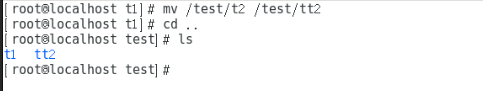 [root@localhost t1]# mv /test/t2 /test/tt2
[root@localhost t1]# cd ..
[root@localhost test]# ls
t1 tt2
[root@localhost test]#